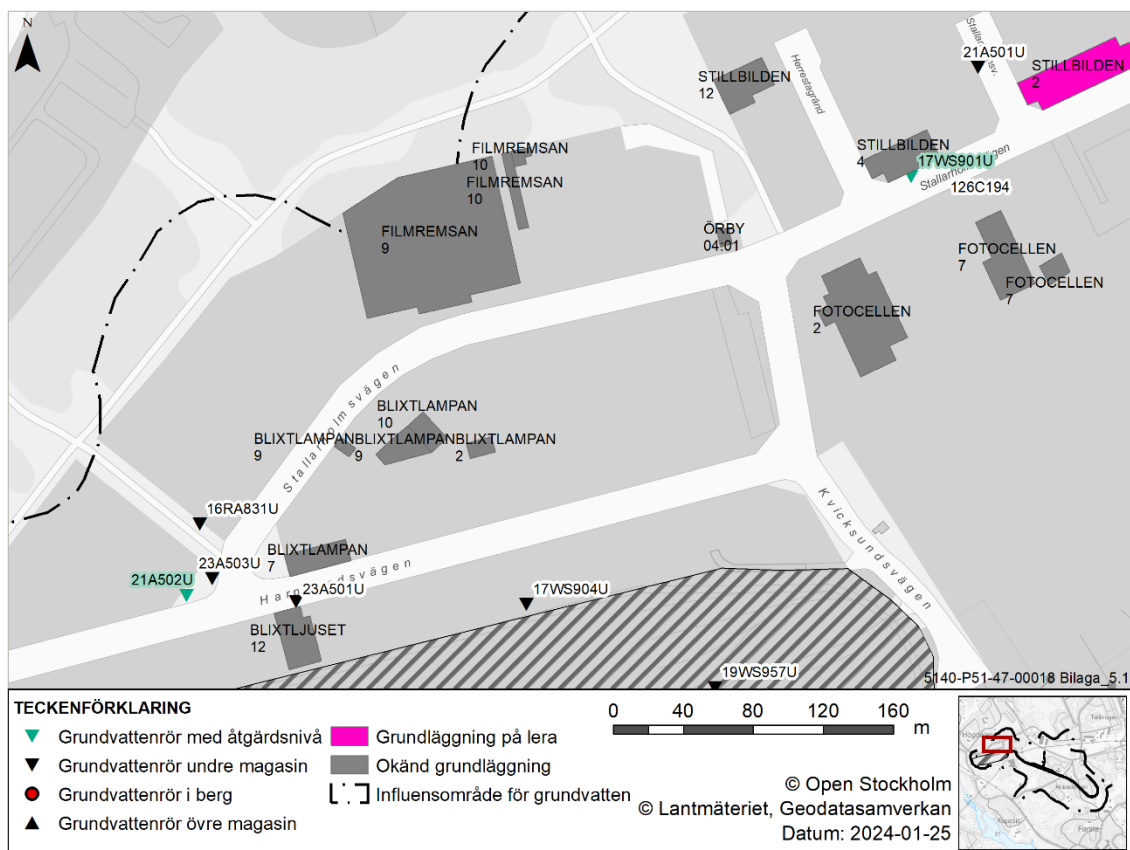 N
21A501U
STILLBILDEN
2
STILLBILDEN
12
Herrestagränd
FILMREMSAN
10
FILMREMSAN
10
STILLBILDEN
4
17WS901U
126C194
FILMREMSAN
9
ÖRBY
04:01
FOTOCELLEN
7
FOTOCELLEN
7
FOTOCELLEN
2
Stallarholmsvägen
BLIXTLAMPAN
10
BLIXTLAMPAN
9
BLIXTLAMPAN
9
BLIXTLAMPAN
2
Kvicksundsvägen
16RA831U
23A503U
BLIXTLAMPAN
7
21A502U
23A501U
17WS904U
BLIXTLJUSET
12
19WS957U
5140-P51-47-00018 Bilaga_5.1
TECKENFÖRKLARING
Grundvattenrör med åtgärdsnivå
Grundvattenrör undre magasin
Grundvattenrör i berg
Grundvattenrör övre magasin
Grundläggning på lera
Okänd grundläggning
Influensområde för grundvatten
0 20 40 80 120 160
m
© Open Stockholm
© Lantmäteriet, Geodatasamverkan
Datum: 2024-01-25
Farsta